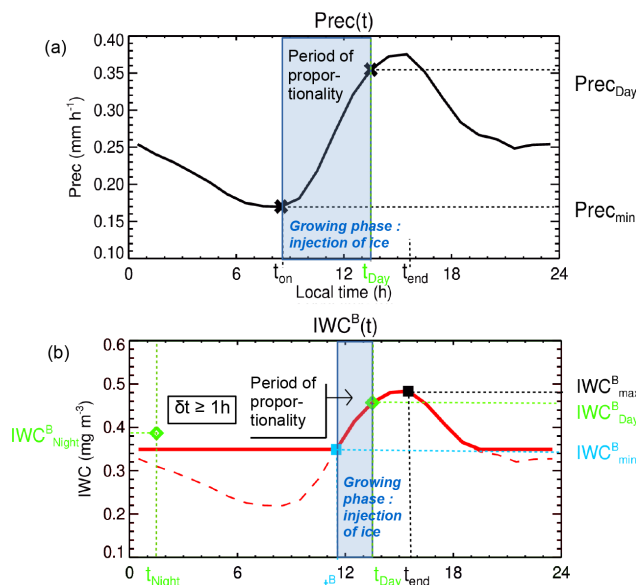 Prec(t)
(a)
0.40
0.35
0.30
0.25
0.20
0.15
0.10
Prec (mm h⁻¹)
Period of
propor-
tionality
Growing phase :
injection of ice
Prec_Day
Prec_min
t_on
t_Day
t_end
0
6
12
18
24
Local time (h)
IWC^B(t)
(b)
0.6
0.5
0.4
0.3
0.2
0.1
IWC (mg m⁻³)
IWC^B_Night
δt ≥ 1h
Period of
propor-
tionality
Growing
phase :
injection
of ice
IWC^B_max
IWC^B_Day
IWC^B_min
0
6
12
18
24
t_Night
t^B
t_Day
t_end